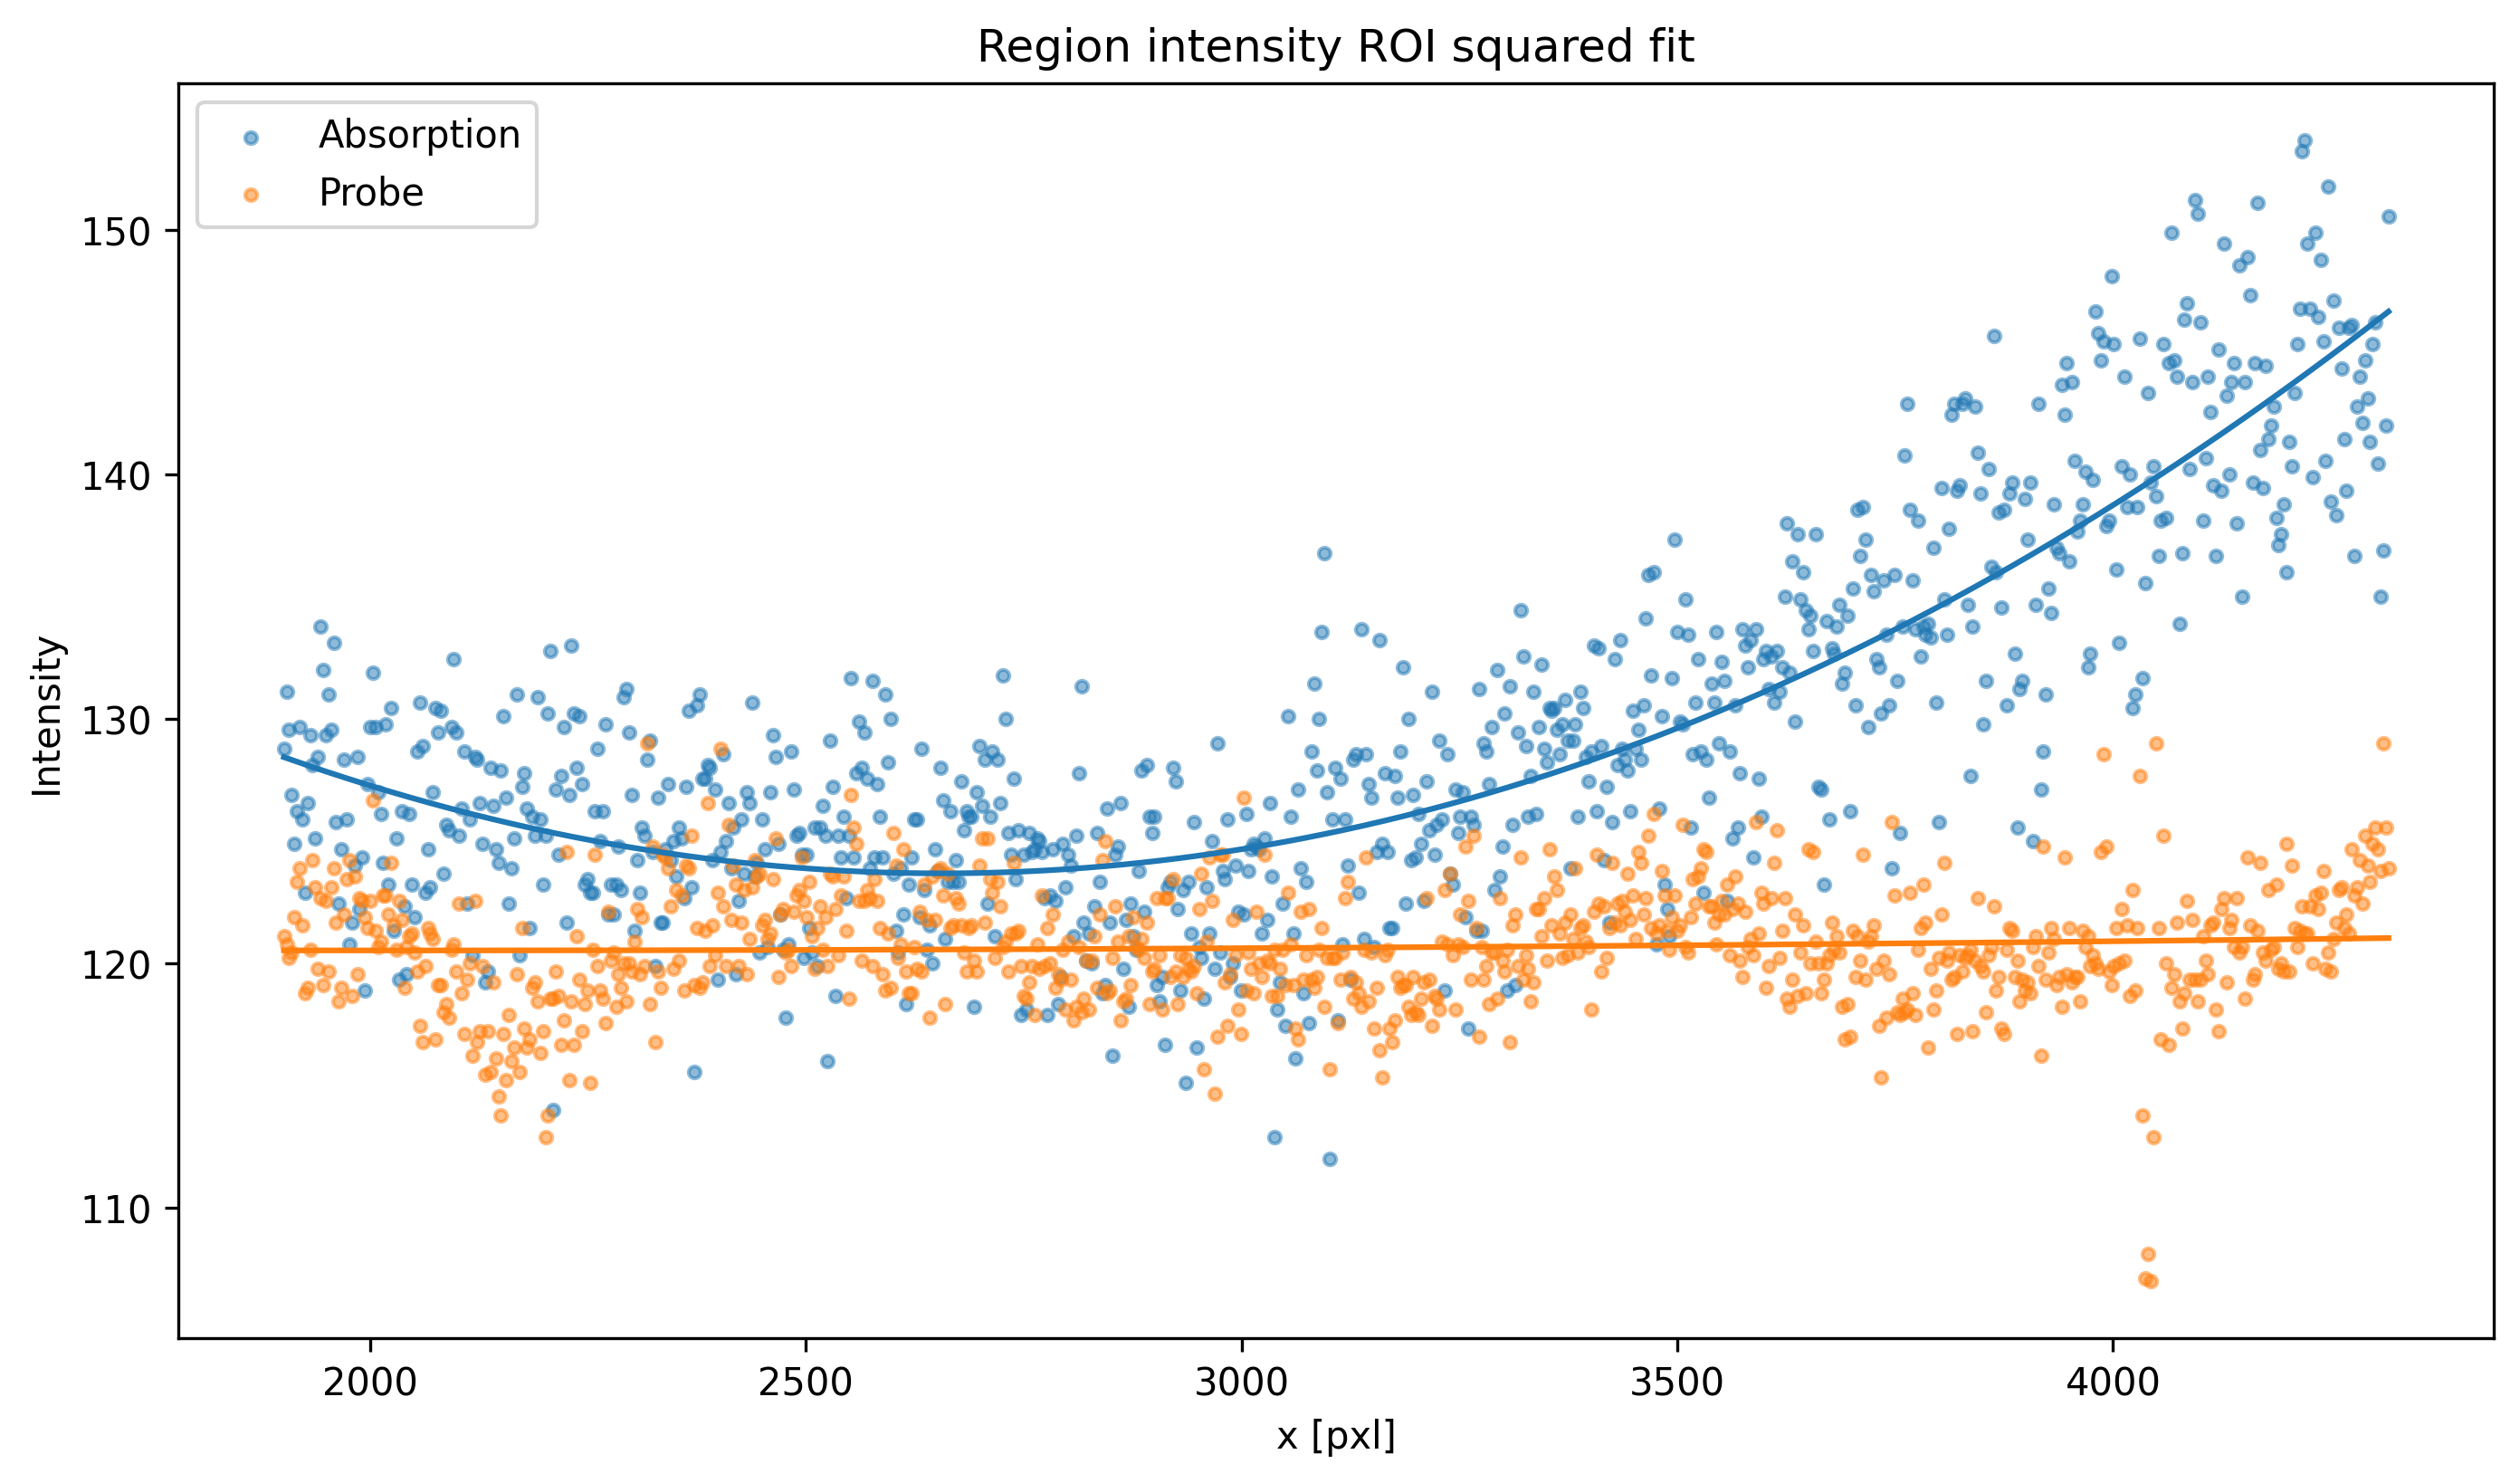 Region intensity ROI squared fit
Absorption
Probe
Intensity
150
140
130
120
110
2000 2500 3000 3500 4000
x [pxl]